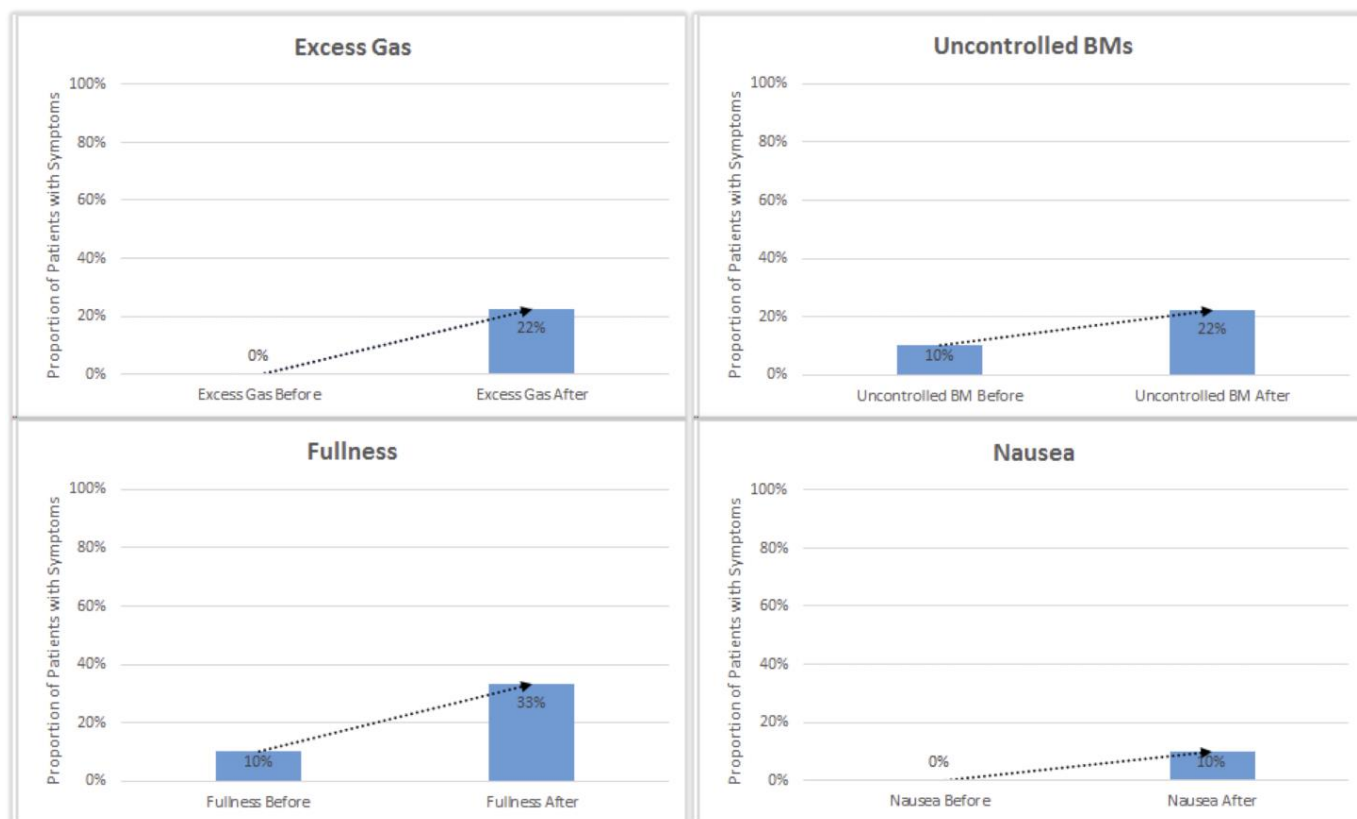 Excess Gas
Proportion of Patients with Symptoms
100%
80%
60%
40%
20%
0%
0%
22%
Excess Gas Before
Excess Gas After
Uncontrolled BMs
Proportion of Patients with Symptoms
100%
80%
60%
40%
20%
0%
10%
22%
Uncontrolled BM Before
Uncontrolled BM After
Fullness
Proportion of Patients with Symptoms
100%
80%
60%
40%
20%
0%
10%
33%
Fullness Before
Fullness After
Nausea
Proportion of Patients with Symptoms
100%
80%
60%
40%
20%
0%
0%
10%
Nausea Before
Nausea After